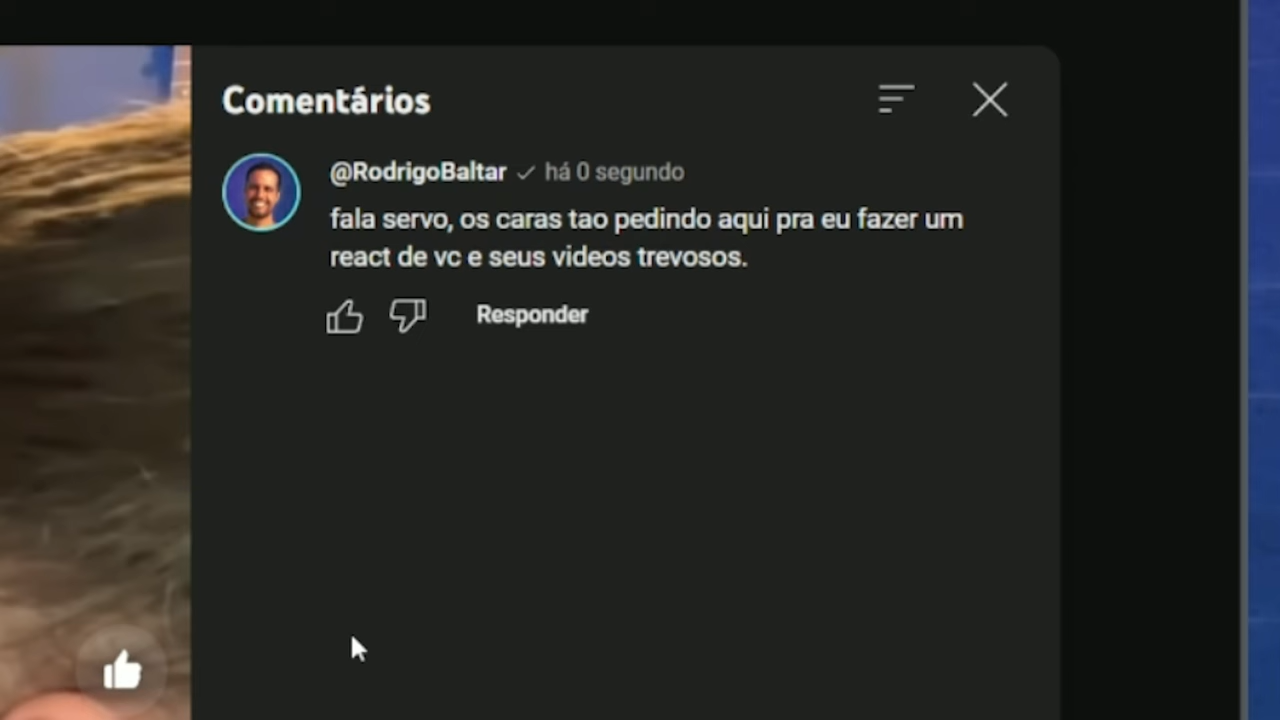 Comentários
@RodrigoBaltar há 0 segundo
fala servo, os caras tao pedindo aqui pra eu fazer um
react de vc e seus videos trevosos.
Responder